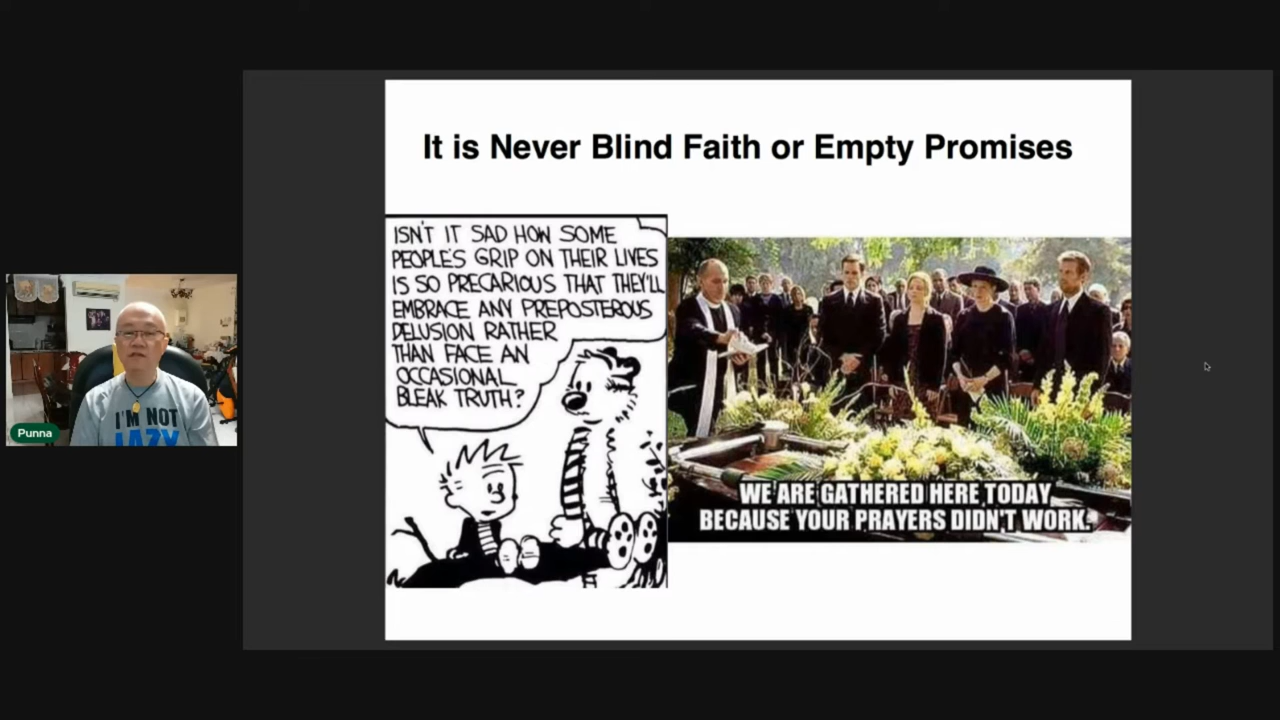 It is Never Blind Faith or Empty Promises
ISN'T IT SAD HOW SOME
PEOPLE'S GRIP ON THEIR LIVES
IS SO PRECARIOUS THAT THEY'LL
EMBRACE ANY PREPOSTEROUS
DELUSION RATHER
THAN FACE AN
OCCASIONAL
BLEAK TRUTH?
WE ARE GATHERED HERE TODAY
BECAUSE YOUR PRAYERS DIDN'T WORK.
I'M NOT
LAZY
Punna